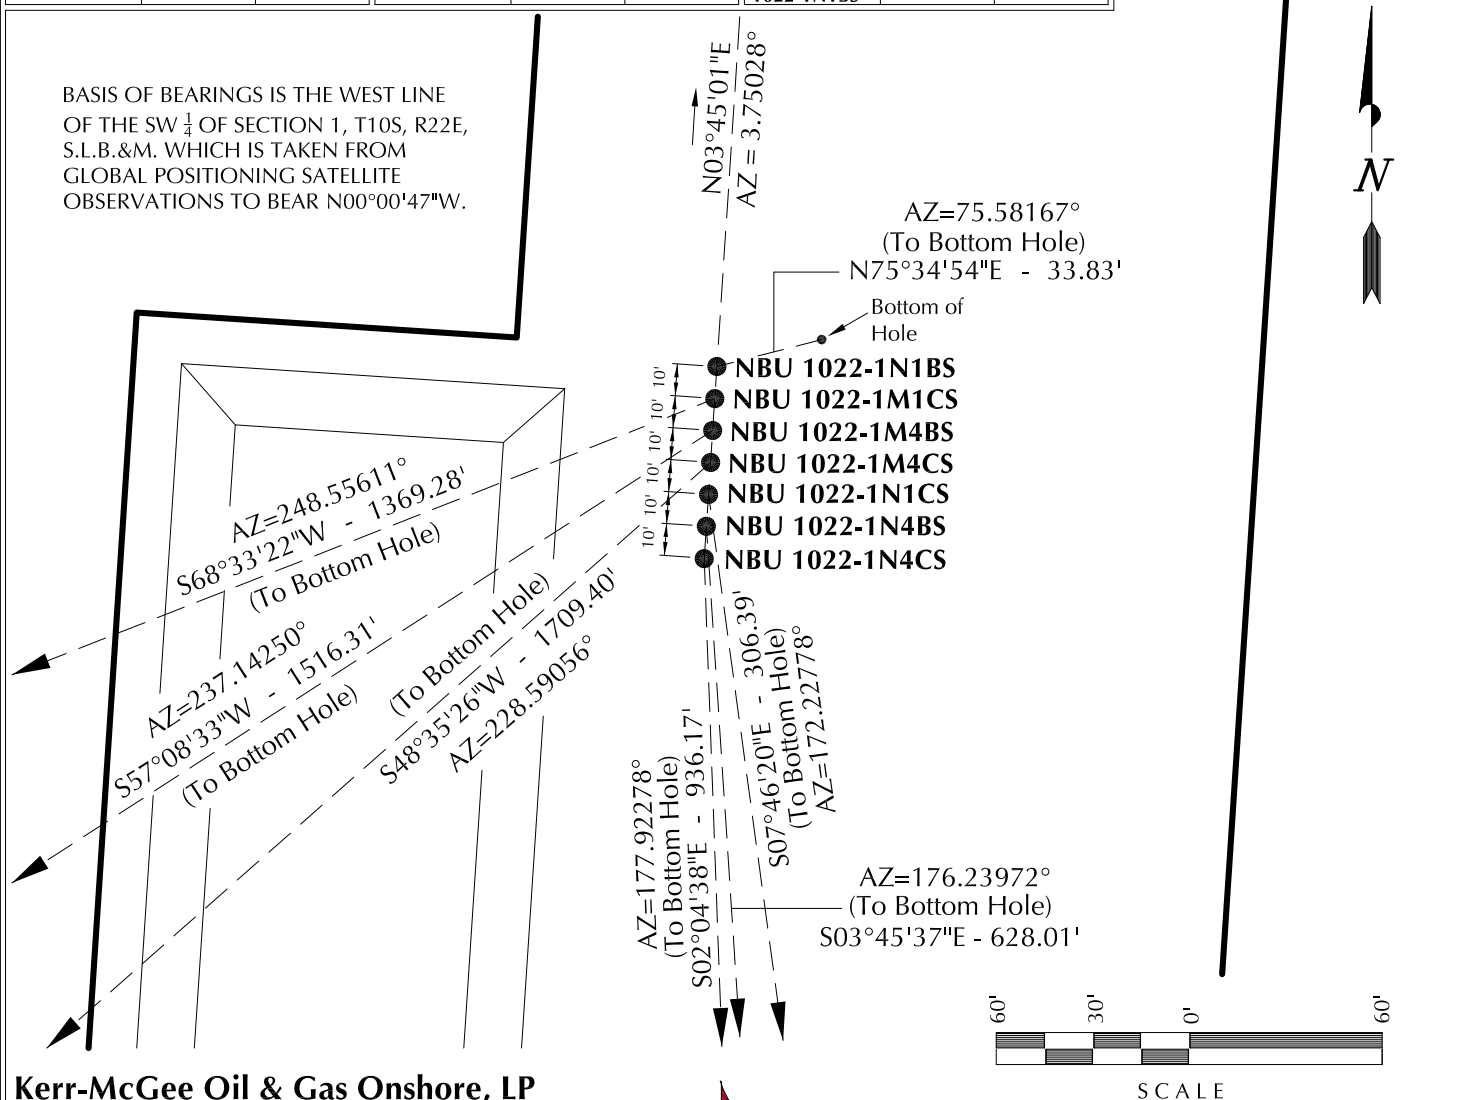 BASIS OF BEARINGS IS THE WEST LINE
OF THE SW 1/4 OF SECTION 1, T10S, R22E,
S.L.B.&M. WHICH IS TAKEN FROM
GLOBAL POSITIONING SATELLITE
OBSERVATIONS TO BEAR N00°00'47"W.
N03°45'01"E
AZ = 3.75028°
N
AZ=75.58167°
(To Bottom Hole)
N75°34'54"E - 33.83'
Bottom of
Hole
NBU 1022-1N1BS
NBU 1022-1M1CS
NBU 1022-1M4BS
NBU 1022-1M4CS
NBU 1022-1N1CS
NBU 1022-1N4BS
NBU 1022-1N4CS
10'
10'
10'
10'
10'
10'
AZ=248.55611°
S68°33'22"W - 1369.28'
(To Bottom Hole)
AZ=237.14250°
S57°08'33"W - 1516.31'
(To Bottom Hole)
(To Bottom Hole)
S48°35'26"W - 1709.40'
AZ=228.59056°
AZ=177.92278°
(To Bottom Hole)
S02°04'38"E - 936.17'
S07°46'20"E - 306.39'
(To Bottom Hole)
AZ=172.22778°
AZ=176.23972°
(To Bottom Hole)
S03°45'37"E - 628.01'
60'
30'
0'
60'
SCALE
Kerr-McGee Oil & Gas Onshore, LP